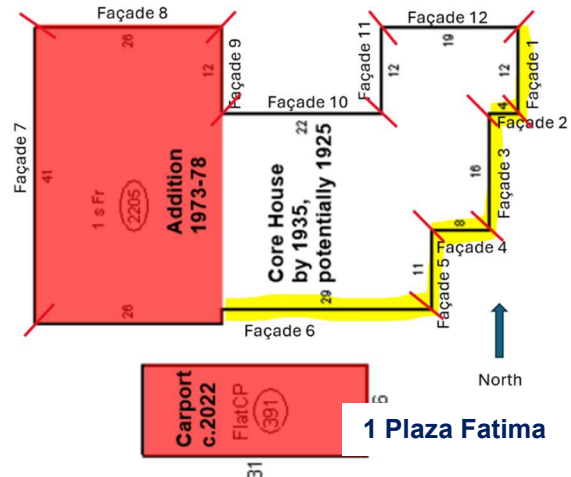 Façade 8
Façade 12
26
Façade 9
12
Façade 11
12
19
12
Façade 1
4
Façade 2
Façade 7
41
1 s Fr
2205
Addition
1973-78
Façade 10
22
Core House
by 1935,
potentially 1925
16
Façade 3
8
Façade 4
11
Façade 5
29
26
Façade 6
Carport
c.2022
FlatCP
391
North
1 Plaza Fatima